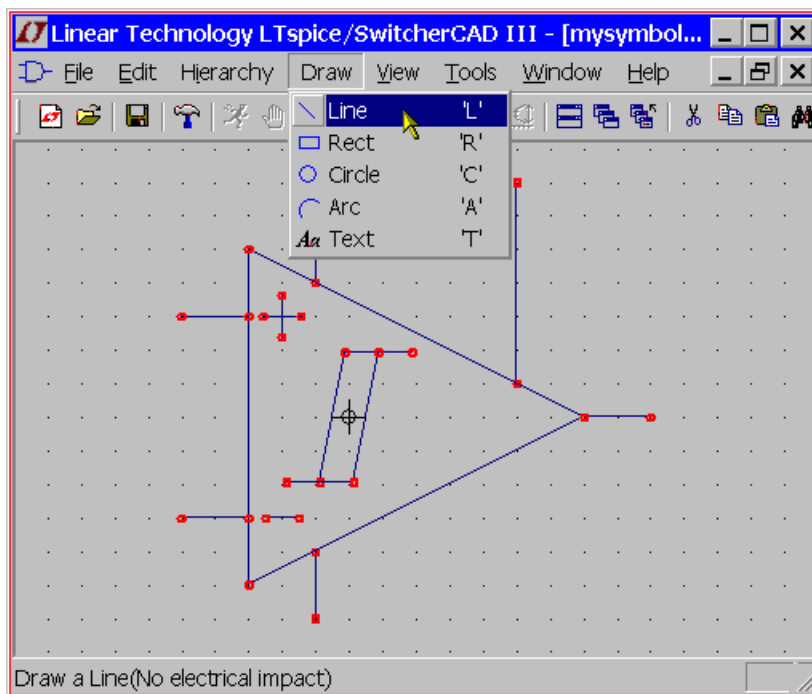 Linear Technology LTspice/SwitcherCAD III - [mysymbol...
File Edit Hierarchy Draw View Tools Window Help
Line 'L'
Rect 'R'
Circle 'C'
Arc 'A'
Aa Text 'T'
Draw a Line(No electrical impact)